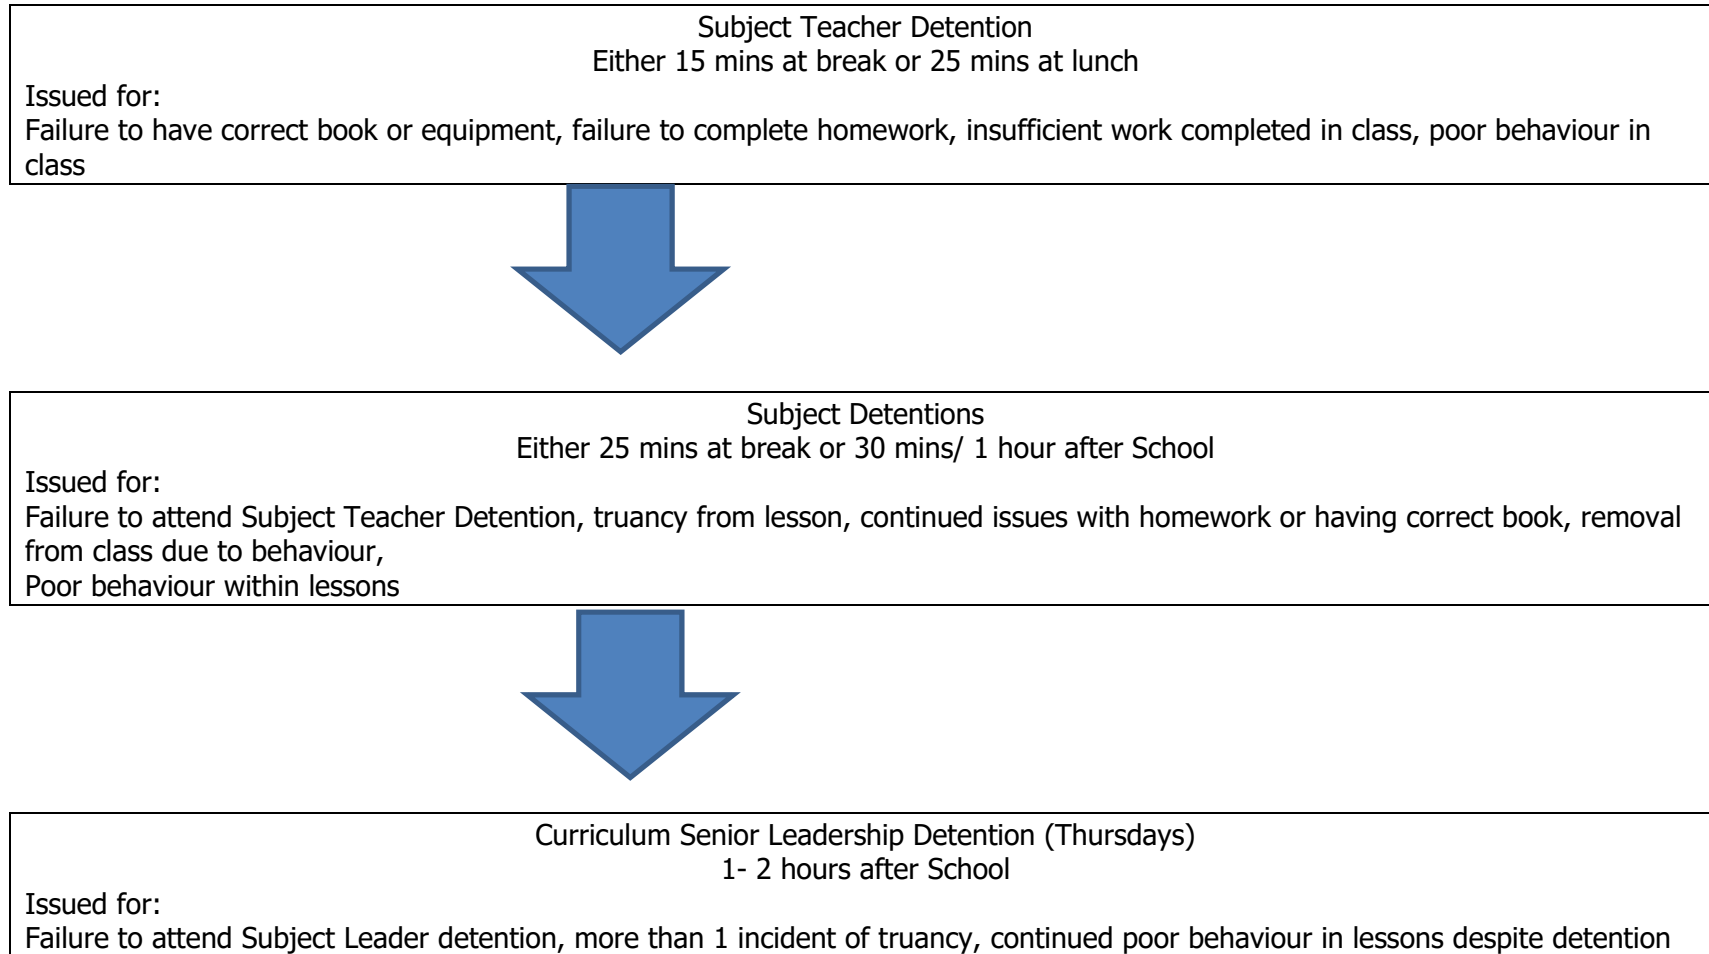 Subject Teacher Detention
Either 15 mins at break or 25 mins at lunch
Issued for:
Failure to have correct book or equipment, failure to complete homework, insufficient work completed in class, poor behaviour in
class
Subject Detentions
Either 25 mins at break or 30 mins/ 1 hour after School
Issued for:
Failure to attend Subject Teacher Detention, truancy from lesson, continued issues with homework or having correct book, removal
from class due to behaviour,
Poor behaviour within lessons
Curriculum Senior Leadership Detention (Thursdays)
1- 2 hours after School
Issued for:
Failure to attend Subject Leader detention, more than 1 incident of truancy, continued poor behaviour in lessons despite detention